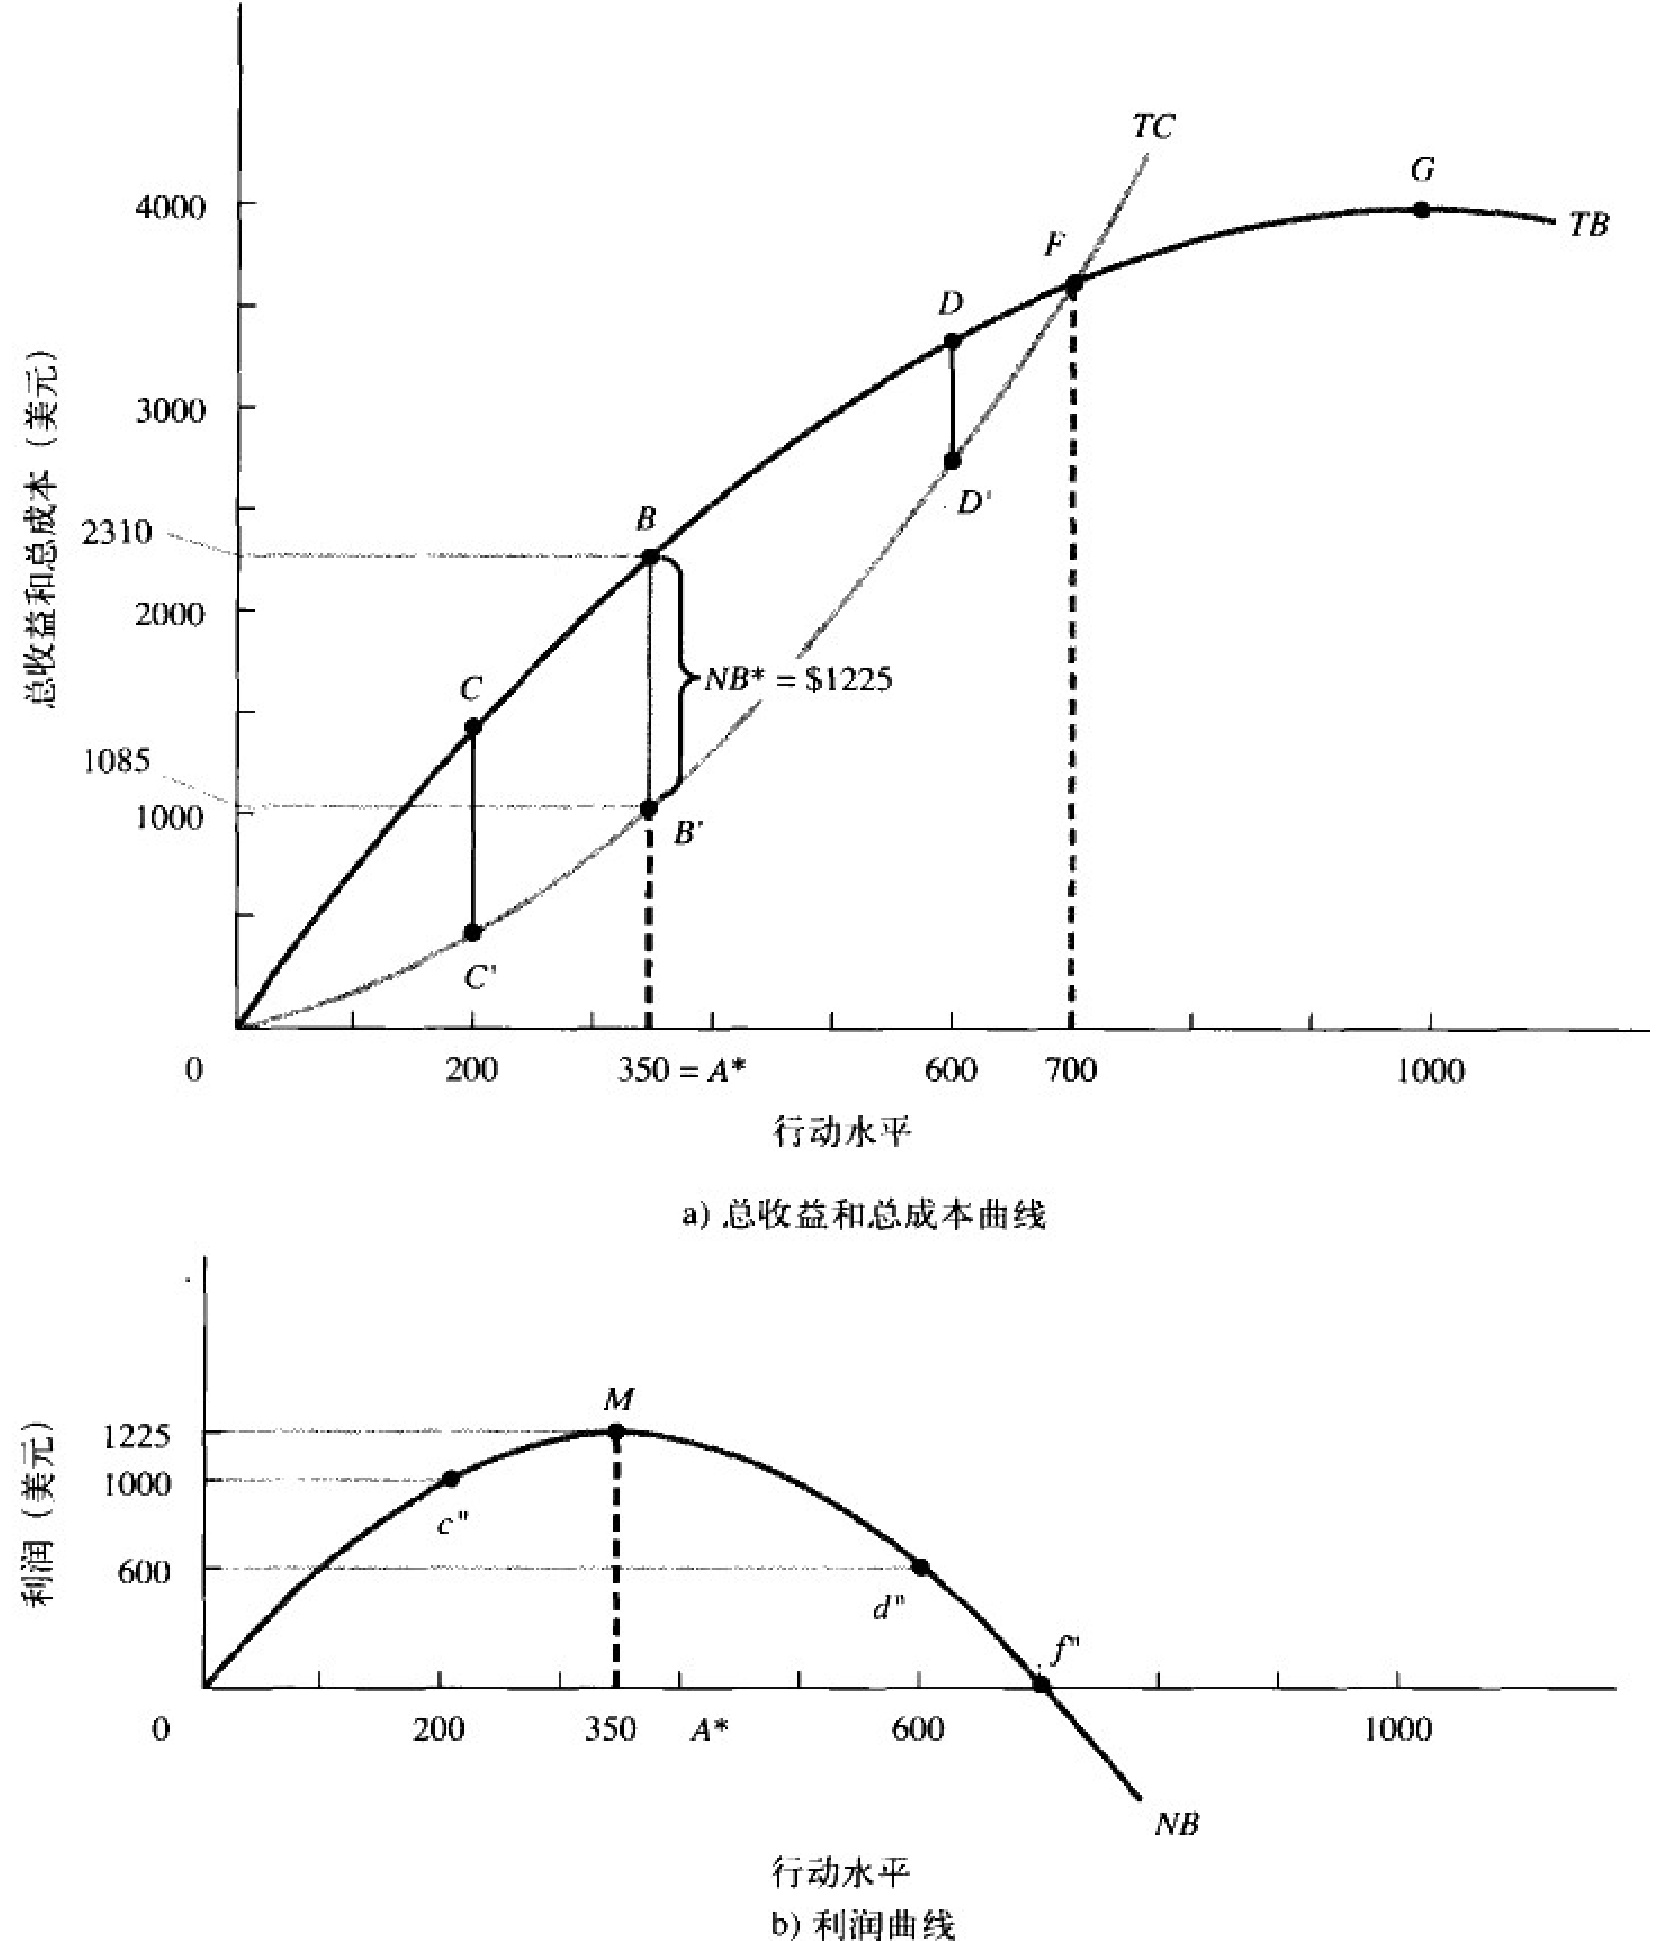 TC
G
4000
TB
F
D
3000
D'
总收益和总成本（美元）
2310
B
2000
NB* = $1225
C
1085
1000
B'
C'
0
200
350 = A*
600
700
1000
行动水平
a) 总收益和总成本曲线
M
1225
1000
c"
利润（美元）
600
d"
f"
0
200
350
A*
600
1000
NB
行动水平
b) 利润曲线